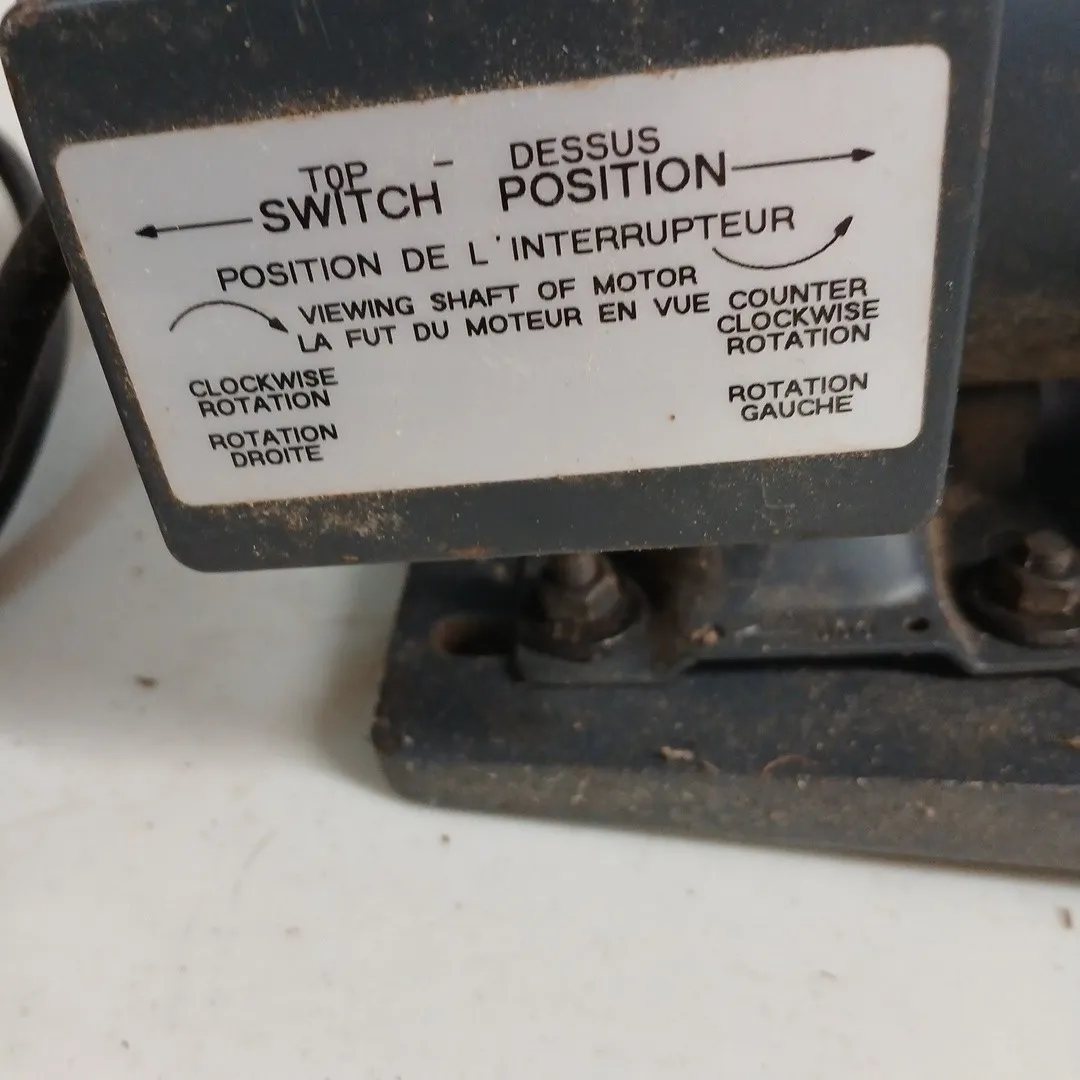 TOP - DESSUS
SWITCH POSITION
POSITION DE L'INTERRUPTEUR
VIEWING SHAFT OF MOTOR
LA FUT DU MOTEUR EN VUE
CLOCKWISE
ROTATION
ROTATION
DROITE
COUNTER
CLOCKWISE
ROTATION
ROTATION
GAUCHE